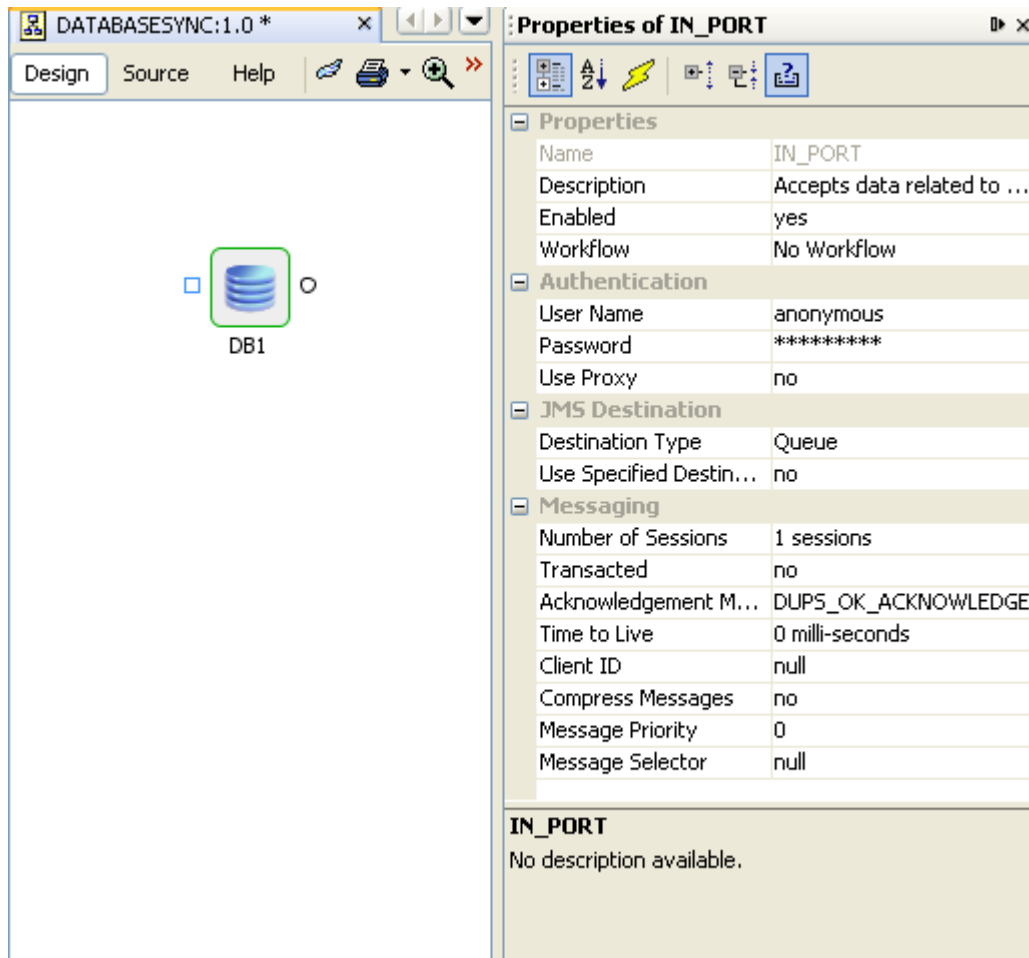 DATABASESYNC:1.0 *
Design Source Help
DB1
Properties of IN_PORT
Properties
Name IN_PORT
Description Accepts data related to ...
Enabled yes
Workflow No Workflow
Authentication
User Name anonymous
Password *********
Use Proxy no
JMS Destination
Destination Type Queue
Use Specified Destin... no
Messaging
Number of Sessions 1 sessions
Transacted no
Acknowledgement M... DUPS_OK_ACKNOWLEDGE
Time to Live 0 milli-seconds
Client ID null
Compress Messages no
Message Priority 0
Message Selector null
IN_PORT
No description available.